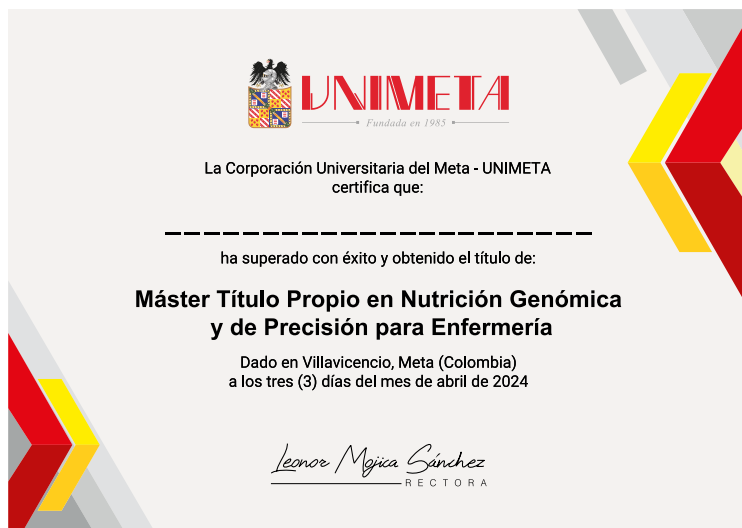 UNIMETA
Fundada en 1985
La Corporación Universitaria del Meta - UNIMETA
certifica que:
ha superado con éxito y obtenido el título de:
Máster Título Propio en Nutrición Genómica
y de Precisión para Enfermería
Dado en Villavicencio, Meta (Colombia)
a los tres (3) días del mes de abril de 2024
Leonor Mojica Sánchez
RECTORA